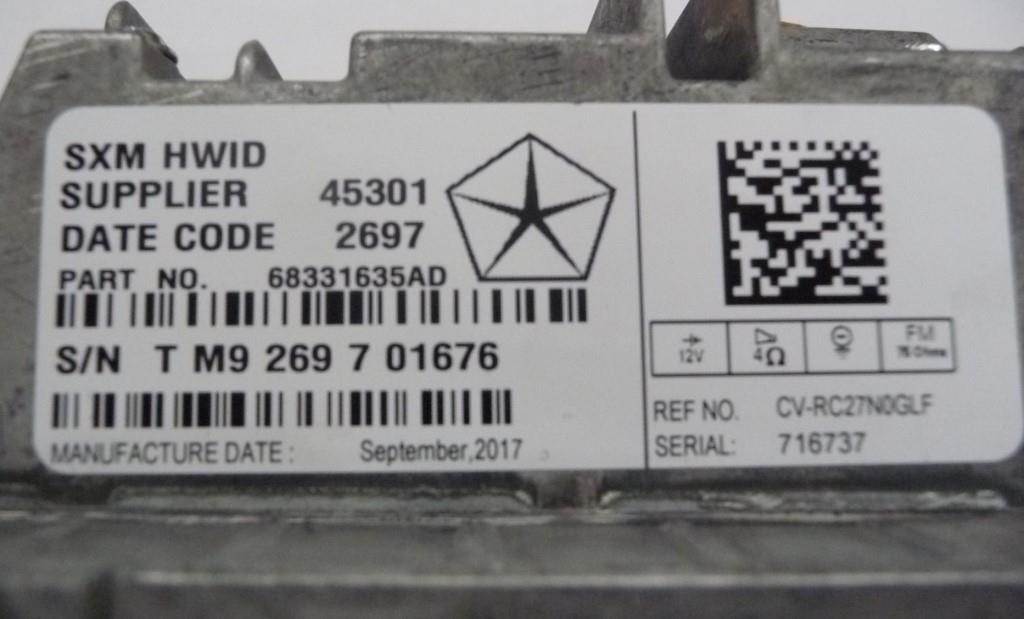 SXM HWID
SUPPLIER 45301
DATE CODE 2697
PART NO. 68331635AD
S/N T M9 269 7 01676
MANUFACTURE DATE : September,2017
12V 4Ω FM
75 Ohms
REF NO. CV-RC27N0GLF
SERIAL: 716737